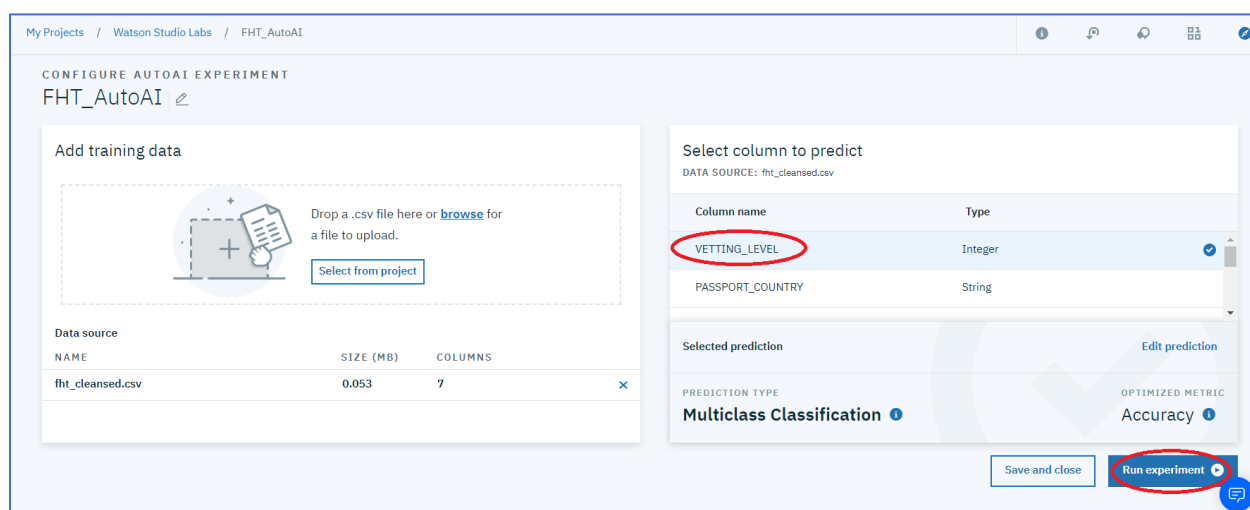 My Projects / Watson Studio Labs / FHT_AutoAI
CONFIGURE AUTOAI EXPERIMENT
FHT_AutoAI
Add training data
Drop a .csv file here or browse for
a file to upload.
Select from project
Data source
NAME SIZE (MB) COLUMNS
fht_cleansed.csv 0.053 7
Select column to predict
DATA SOURCE: fht_cleansed.csv
Column name Type
VETTING_LEVEL Integer
PASSPORT_COUNTRY String
Selected prediction Edit prediction
PREDICTION TYPE OPTIMIZED METRIC
Multiclass Classification Accuracy
Save and close Run experiment